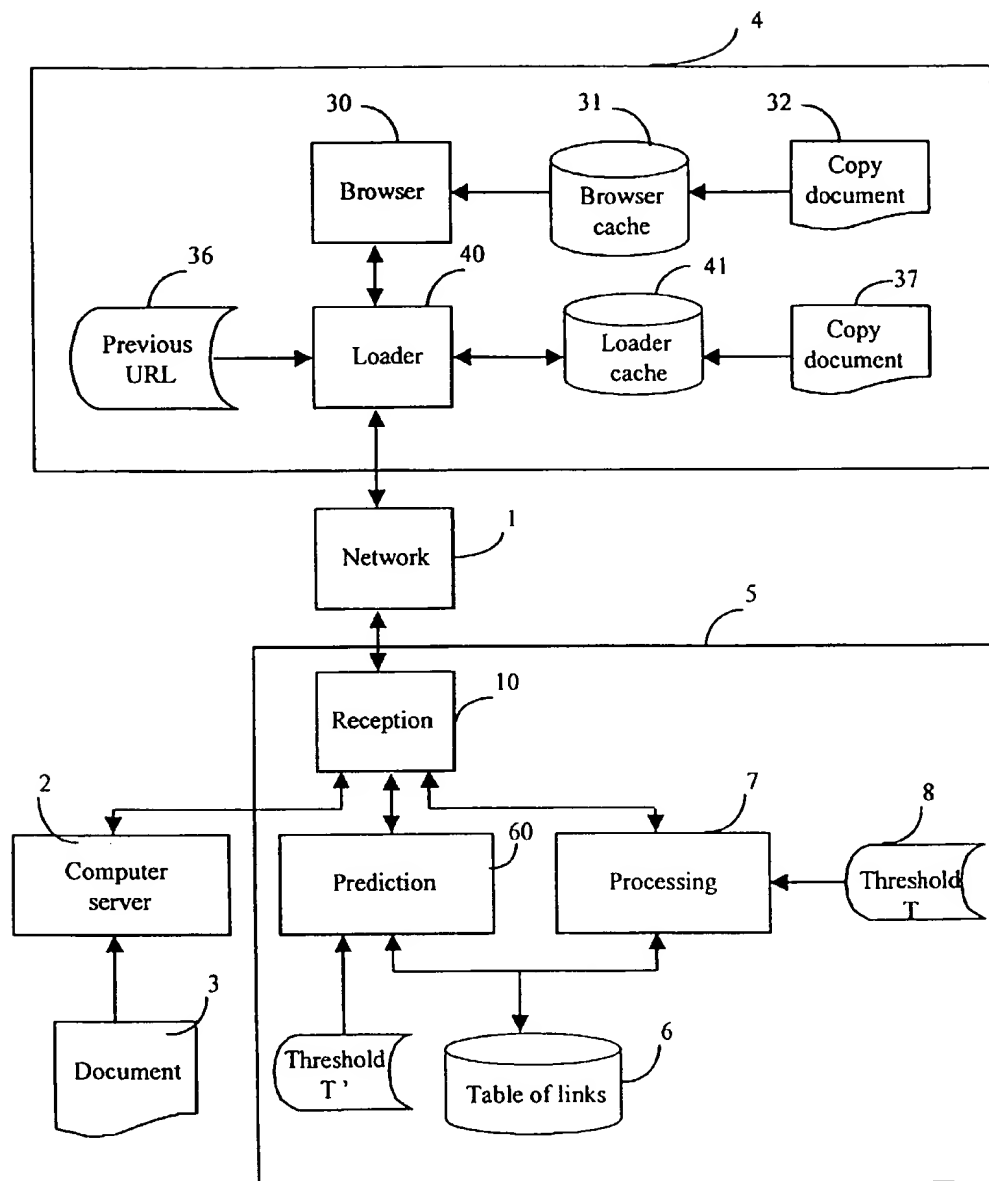 4
30
31
32
Browser
Browser
cache
Copy
document
36
40
41
37
Previous
URL
Loader
Loader
cache
Copy
document
1
Network
5
10
Reception
2
60
7
8
Computer
server
Prediction
Processing
Threshold
T
3
6
Document
Threshold
T '
Table of links